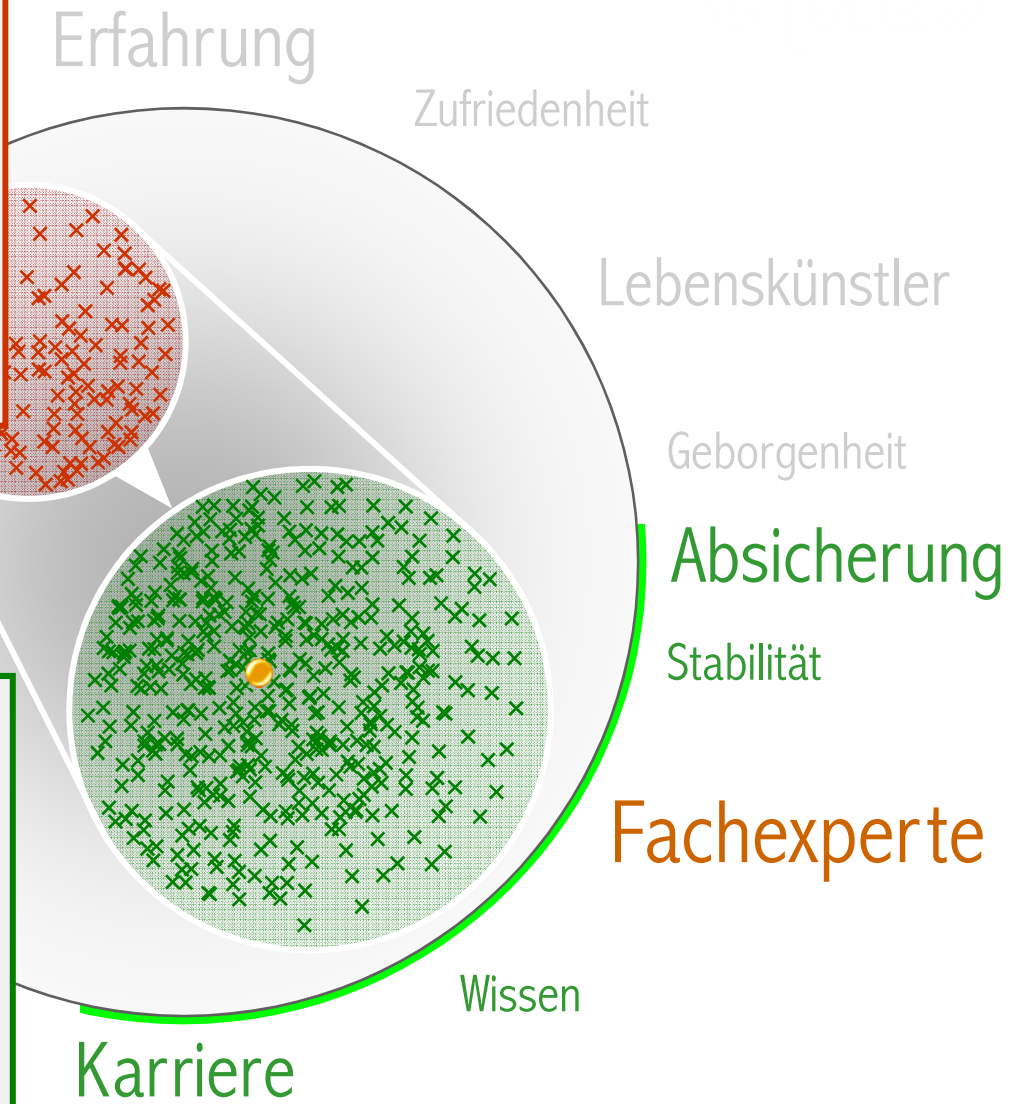 Erfahrung
Zufriedenheit
Lebenskünstler
Geborgenheit
Absicherung
Stabilität
Fachexperte
Wissen
Karriere